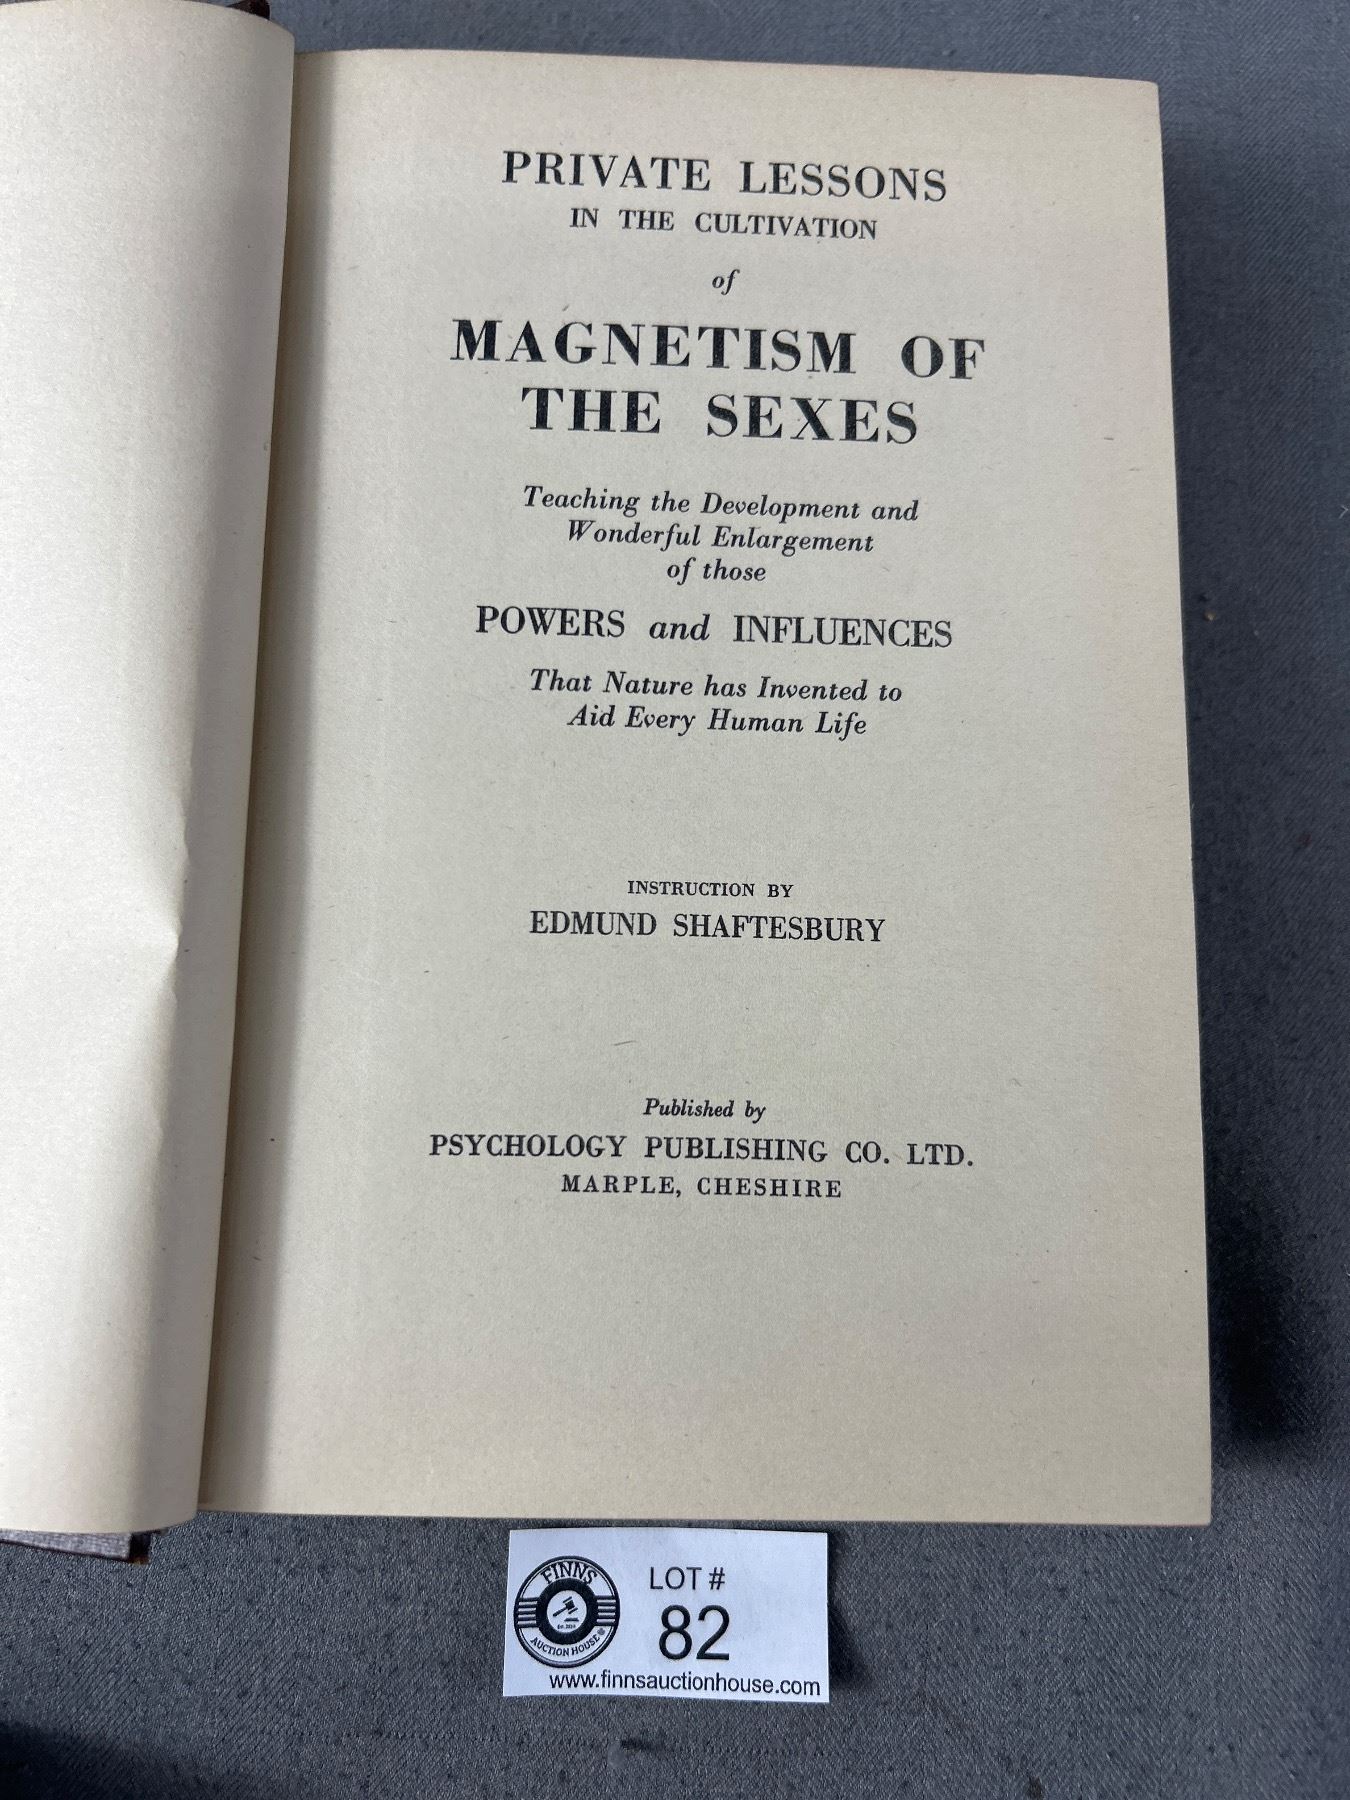 PRIVATE LESSONS
IN THE CULTIVATION
of
MAGNETISM OF
THE SEXES
Teaching the Development and
Wonderful Enlargement
of those
POWERS and INFLUENCES
That Nature has Invented to
Aid Every Human Life
INSTRUCTION BY
EDMUND SHAFTESBURY
Published by
PSYCHOLOGY PUBLISHING CO. LTD.
MARPLE, CHESHIRE
FINNS
AUCTION HOUSE
LOT #
82
www.finnsauctionhouse.com